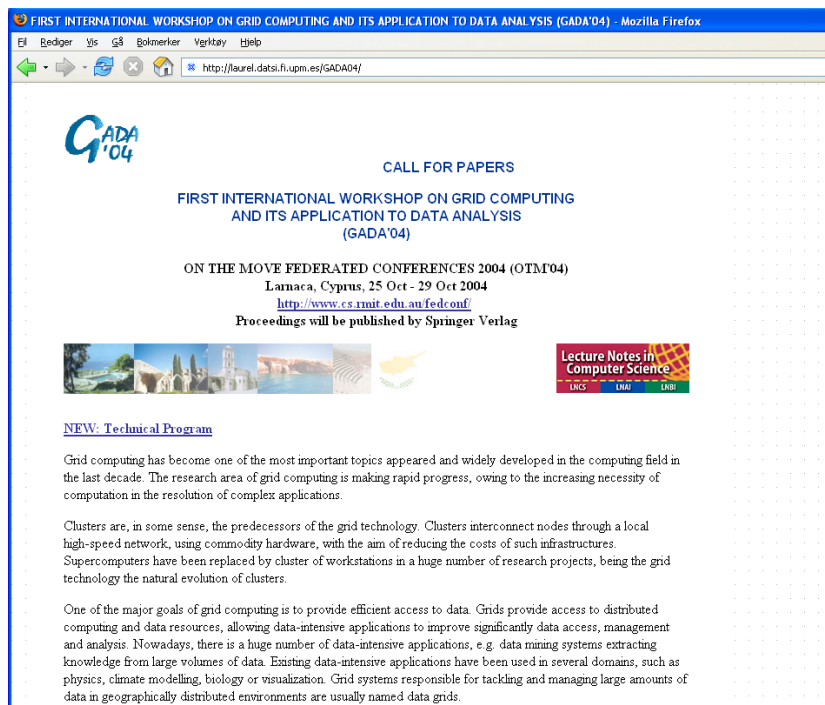 FIRST INTERNATIONAL WORKSHOP ON GRID COMPUTING AND ITS APPLICATION TO DATA ANALYSIS (GADA'04) - Mozilla Firefox
Fil Rediger Vis Gå Bokmerker Verktøy Hjelp
http://laurel.datsi.fi.upm.es/GADA04/
GADA '04
CALL FOR PAPERS
FIRST INTERNATIONAL WORKSHOP ON GRID COMPUTING
AND ITS APPLICATION TO DATA ANALYSIS
(GADA'04)
ON THE MOVE FEDERATED CONFERENCES 2004 (OTM'04)
Larnaca, Cyprus, 25 Oct - 29 Oct 2004
http://www.cs.rmit.edu.au/fedconf/
Proceedings will be published by Springer Verlag
Lecture Notes in
Computer Science
LNCS LNAI LNBI
NEW: Technical Program
Grid computing has become one of the most important topics appeared and widely developed in the computing field in
the last decade. The research area of grid computing is making rapid progress, owing to the increasing necessity of
computation in the resolution of complex applications.
Clusters are, in some sense, the predecessors of the grid technology. Clusters interconnect nodes through a local
high-speed network, using commodity hardware, with the aim of reducing the costs of such infrastructures.
Supercomputers have been replaced by cluster of workstations in a huge number of research projects, being the grid
technology the natural evolution of clusters.
One of the major goals of grid computing is to provide efficient access to data. Grids provide access to distributed
computing and data resources, allowing data-intensive applications to improve significantly data access, management
and analysis. Nowadays, there is a huge number of data-intensive applications, e.g. data mining systems extracting
knowledge from large volumes of data. Existing data-intensive applications have been used in several domains, such as
physics, climate modelling, biology or visualization. Grid systems responsible for tackling and managing large amounts of
data in geographically distributed environments are usually named data grids.